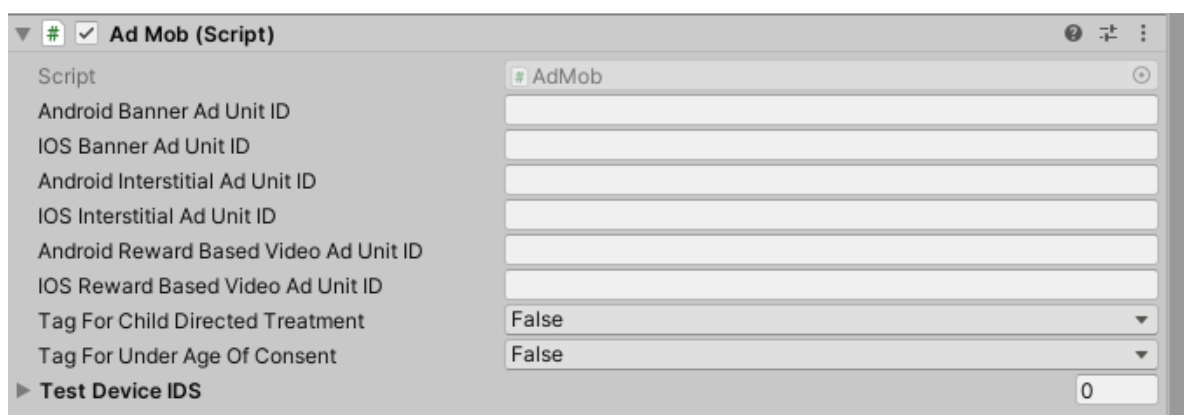 # Ad Mob (Script)
Script # AdMob
Android Banner Ad Unit ID
IOS Banner Ad Unit ID
Android Interstitial Ad Unit ID
IOS Interstitial Ad Unit ID
Android Reward Based Video Ad Unit ID
IOS Reward Based Video Ad Unit ID
Tag For Child Directed Treatment False
Tag For Under Age Of Consent False
Test Device IDS 0